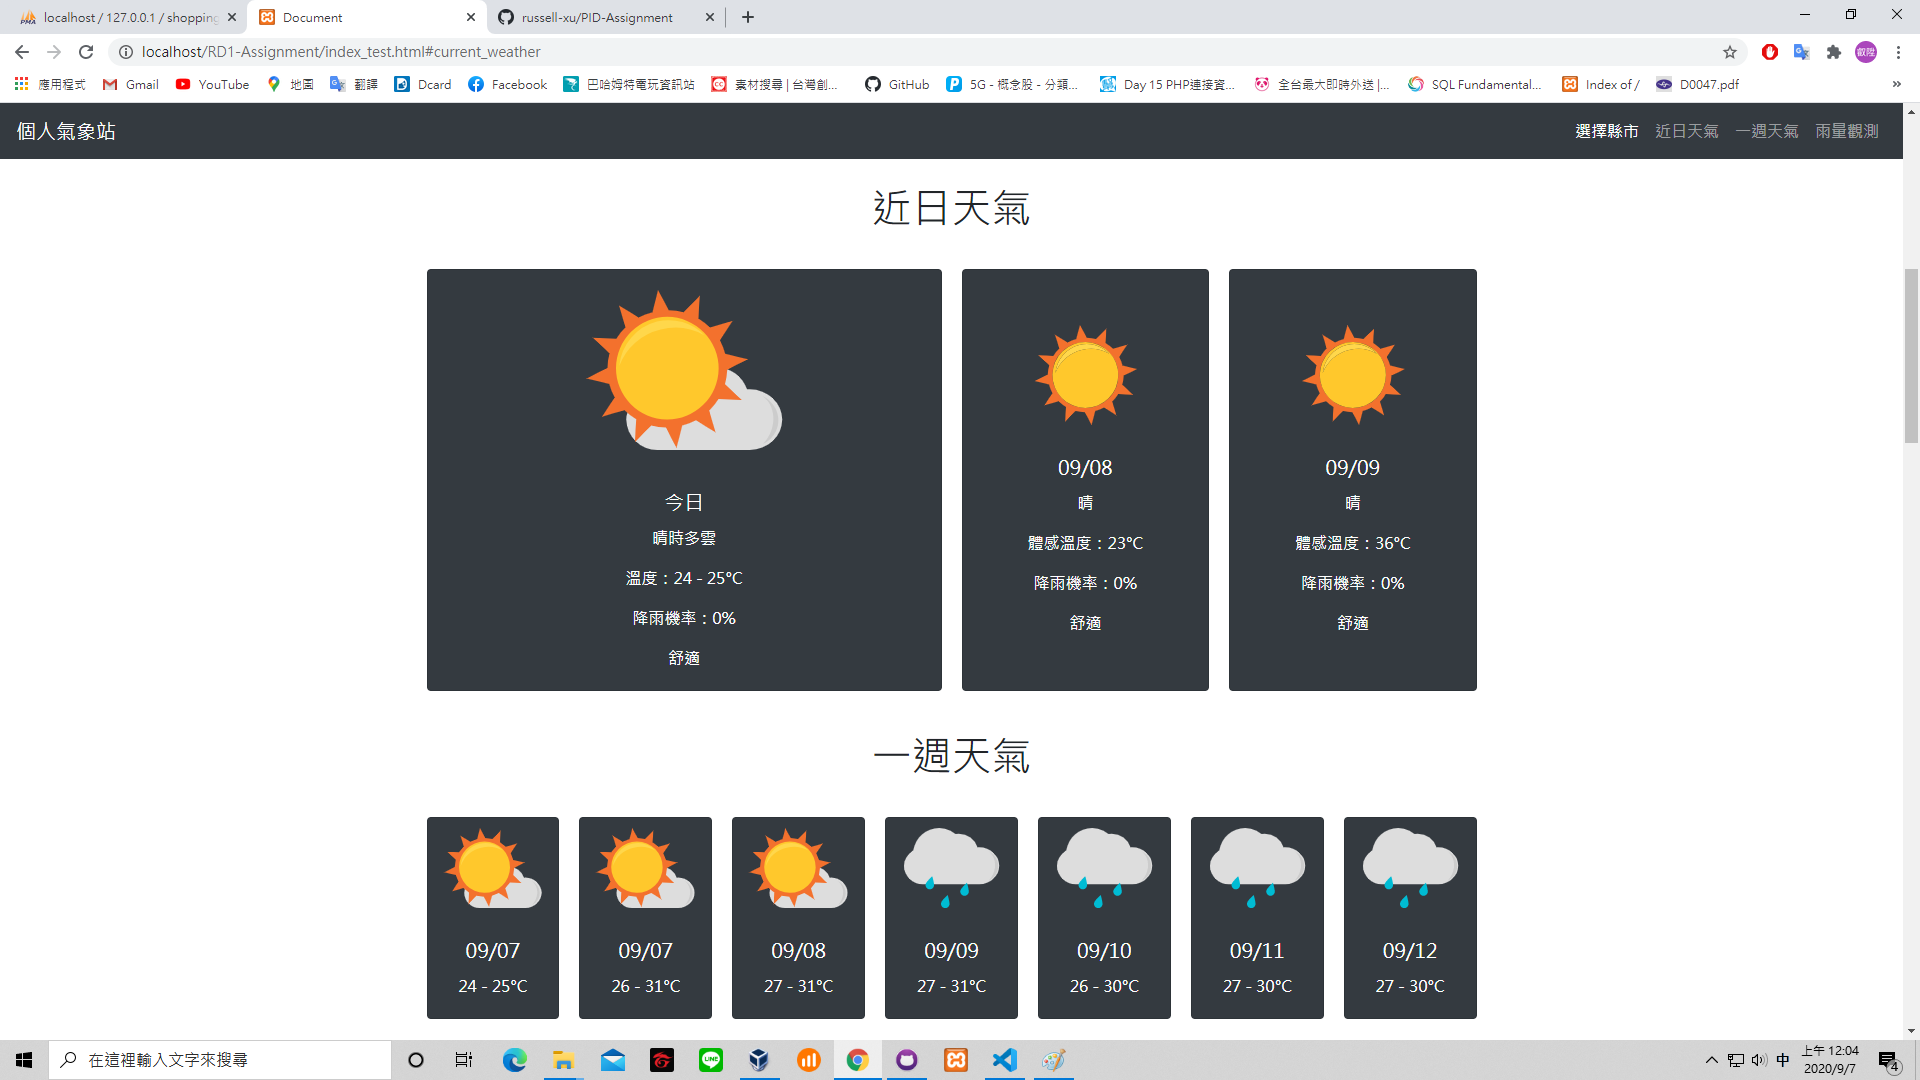 localhost / 127.0.0.1 / shopping
Document
russell-xu/PID-Assignment
localhost/RD1-Assignment/index_test.html#current_weather
叡陞
應用程式
Gmail
YouTube
地圖
翻譯
Dcard
Facebook
巴哈姆特電玩資訊站
素材搜尋 | 台灣創...
GitHub
5G - 概念股 - 分類...
Day 15 PHP連接資...
全台最大即時外送 |...
SQL Fundamental...
Index of /
D0047.pdf
»
個人氣象站
選擇縣市 近日天氣 一週天氣 雨量觀測
近日天氣
今日
晴時多雲
溫度：24 - 25°C
降雨機率：0%
舒適
09/08
晴
體感溫度：23°C
降雨機率：0%
舒適
09/09
晴
體感溫度：36°C
降雨機率：0%
舒適
一週天氣
09/07
24 - 25°C
09/07
26 - 31°C
09/08
27 - 31°C
09/09
27 - 31°C
09/10
26 - 30°C
09/11
27 - 30°C
09/12
27 - 30°C
在這裡輸入文字來搜尋
LINE
中
上午 12:04
2020/9/7
4